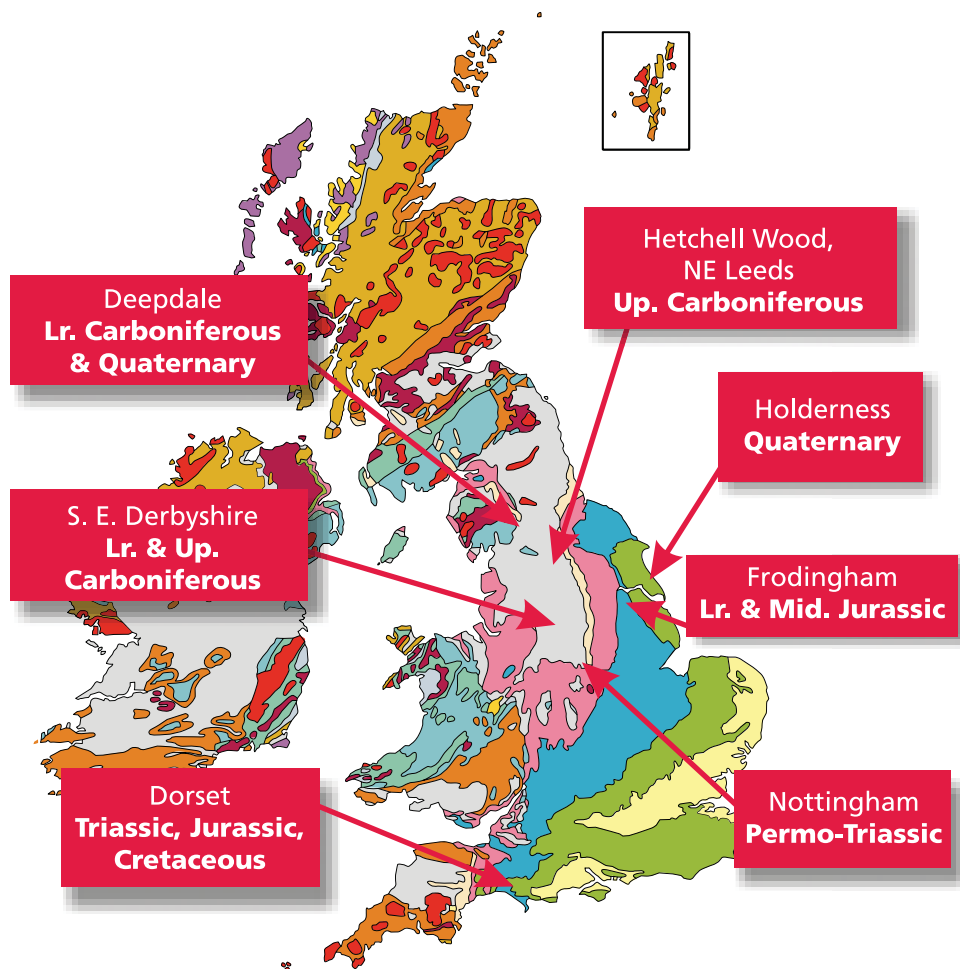 Hetchell Wood,
NE Leeds
Up. Carboniferous
Deepdale
Lr. Carboniferous
& Quaternary
Holderness
Quaternary
S. E. Derbyshire
Lr. & Up.
Carboniferous
Frodingham
Lr. & Mid. Jurassic
Dorset
Triassic, Jurassic,
Cretaceous
Nottingham
Permo-Triassic